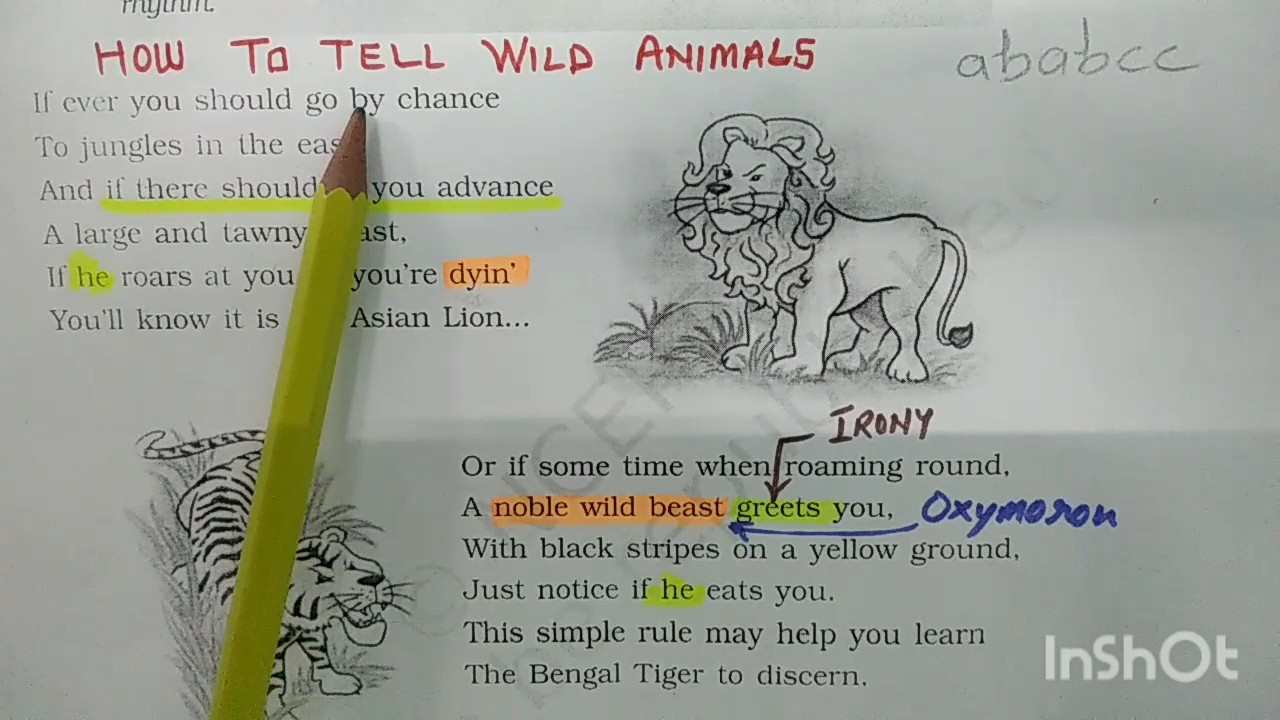 rhythm.
HOW TO TELL WILD ANIMALS
ababcc
If ever you should go by chance
To jungles in the eas
And if there should you advance
A large and tawny ast,
If he roars at you you're dyin'
You'll know it is Asian Lion...
IRONY
Or if some time when roaming round,
A noble wild beast greets you, Oxymoron
With black stripes on a yellow ground,
Just notice if he eats you.
This simple rule may help you learn
The Bengal Tiger to discern.
InShOt